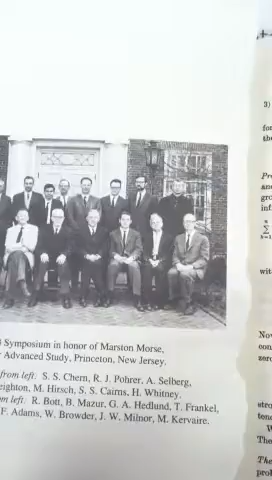 Symposium in honor of Marston Morse,
Advanced Study, Princeton, New Jersey.
from left: S. S. Chern, R. J. Pohrer, A. Selberg,
eighton, M. Hirsch, S. S. Cairns, H. Whitney.
left: R. Bott, B. Mazur, G. A. Hedlund, T. Frankel,
F. Adams, W. Browder, J. W. Milnor, M. Kervaire.
3)
for
the
and
gro
inf
wit
Nov
con
zero
stro
tend
W
The
The
prob